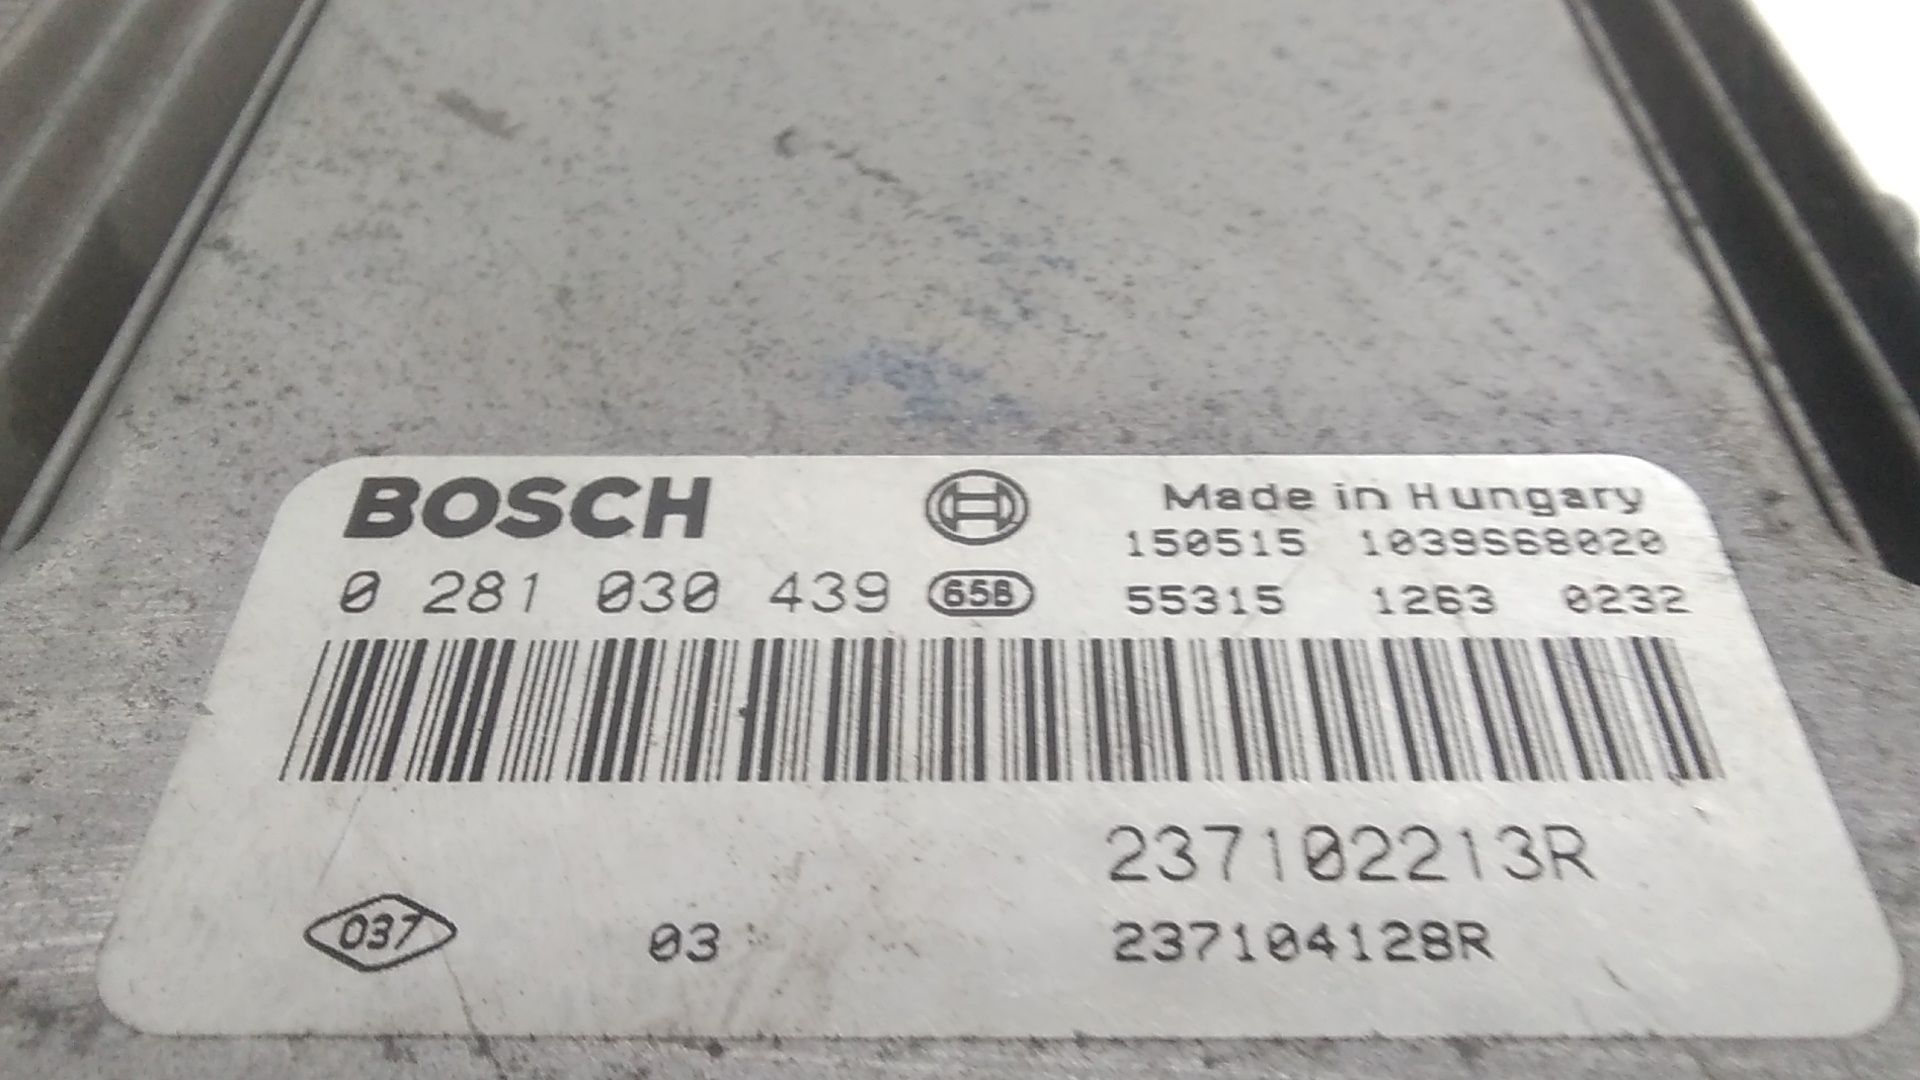 BOSCH
Made in Hungary
150515 1039S68020
0 281 030 439 658 55315 1263 0232
237102213R
037 03 237104128R